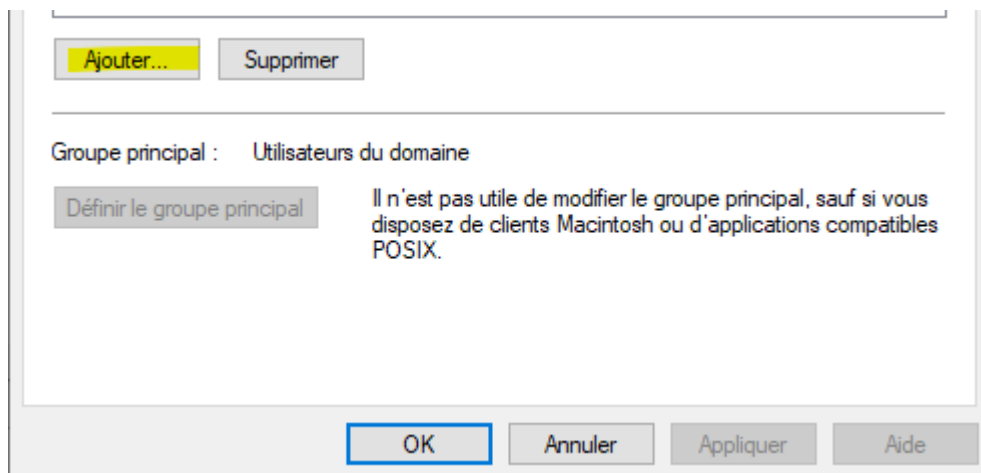 Ajouter... Supprimer
Groupe principal : Utilisateurs du domaine
Définir le groupe principal
Il n'est pas utile de modifier le groupe principal, sauf si vous
disposez de clients Macintosh ou d'applications compatibles
POSIX.
OK Annuler Appliquer Aide